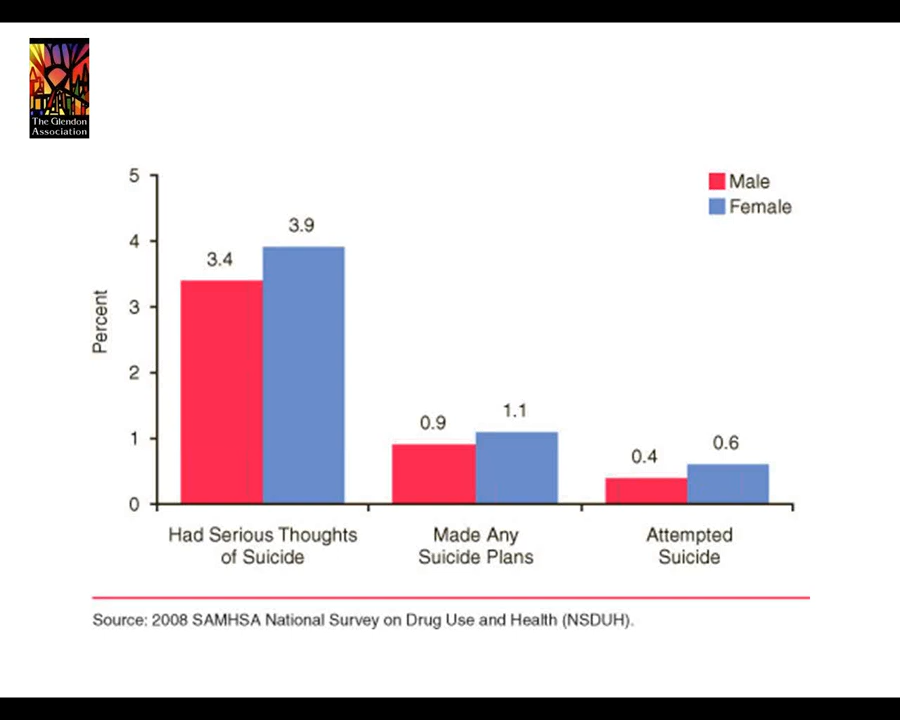 The Glendon
Association
5
4
3
2
1
0
Percent
Male
Female
3.4
3.9
0.9
1.1
0.4
0.6
Had Serious Thoughts
of Suicide
Made Any
Suicide Plans
Attempted
Suicide
Source: 2008 SAMHSA National Survey on Drug Use and Health (NSDUH).